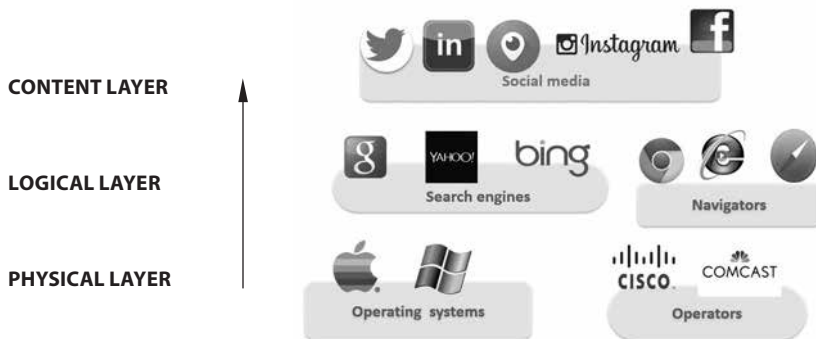 in
Instagram
f
CONTENT LAYER
Social media
g
YAHOO!
bing
LOGICAL LAYER
Search engines
Navigators
CISCO
COMCAST
PHYSICAL LAYER
Operating systems
Operators